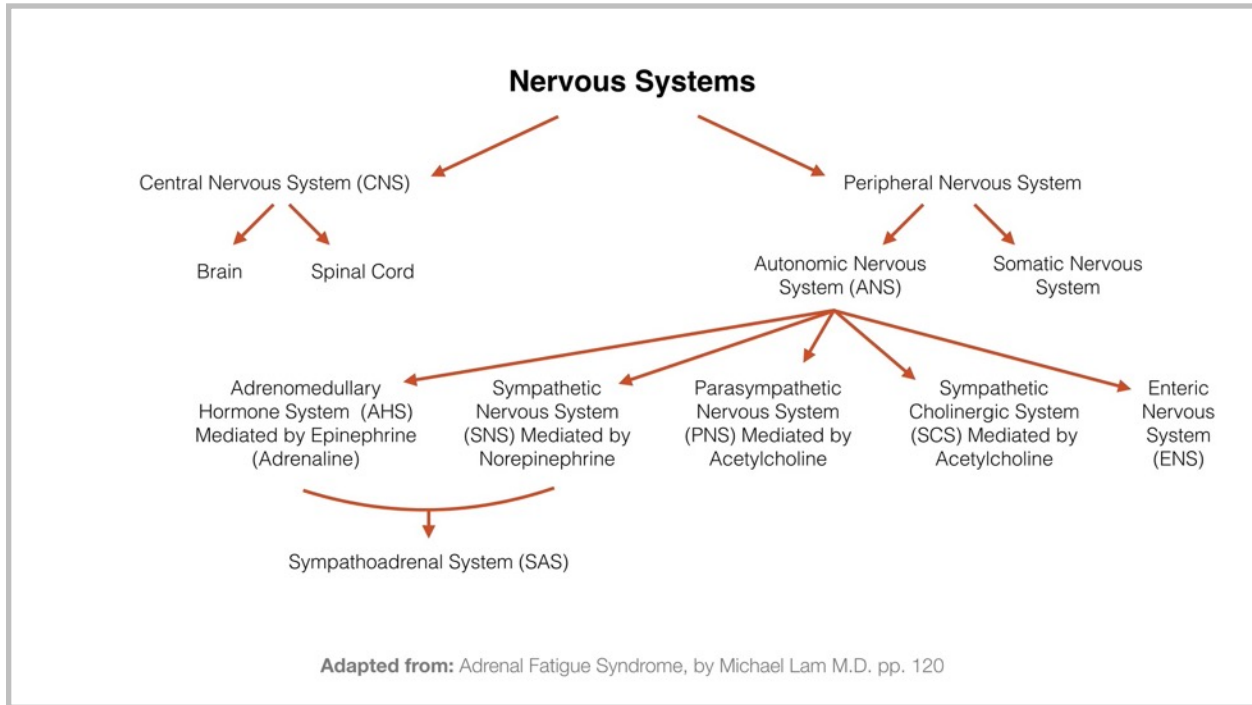 Nervous Systems
Central Nervous System (CNS)
Peripheral Nervous System
Brain
Spinal Cord
Autonomic Nervous
System (ANS)
Somatic Nervous
System
Adrenomedullary
Hormone System (AHS)
Mediated by Epinephrine
(Adrenaline)
Sympathetic
Nervous System
(SNS) Mediated by
Norepinephrine
Parasympathetic
Nervous System
(PNS) Mediated by
Acetylcholine
Sympathetic
Cholinergic System
(SCS) Mediated by
Acetylcholine
Enteric
Nervous
System
(ENS)
Sympathoadrenal System (SAS)
Adapted from: Adrenal Fatigue Syndrome, by Michael Lam M.D. pp. 120